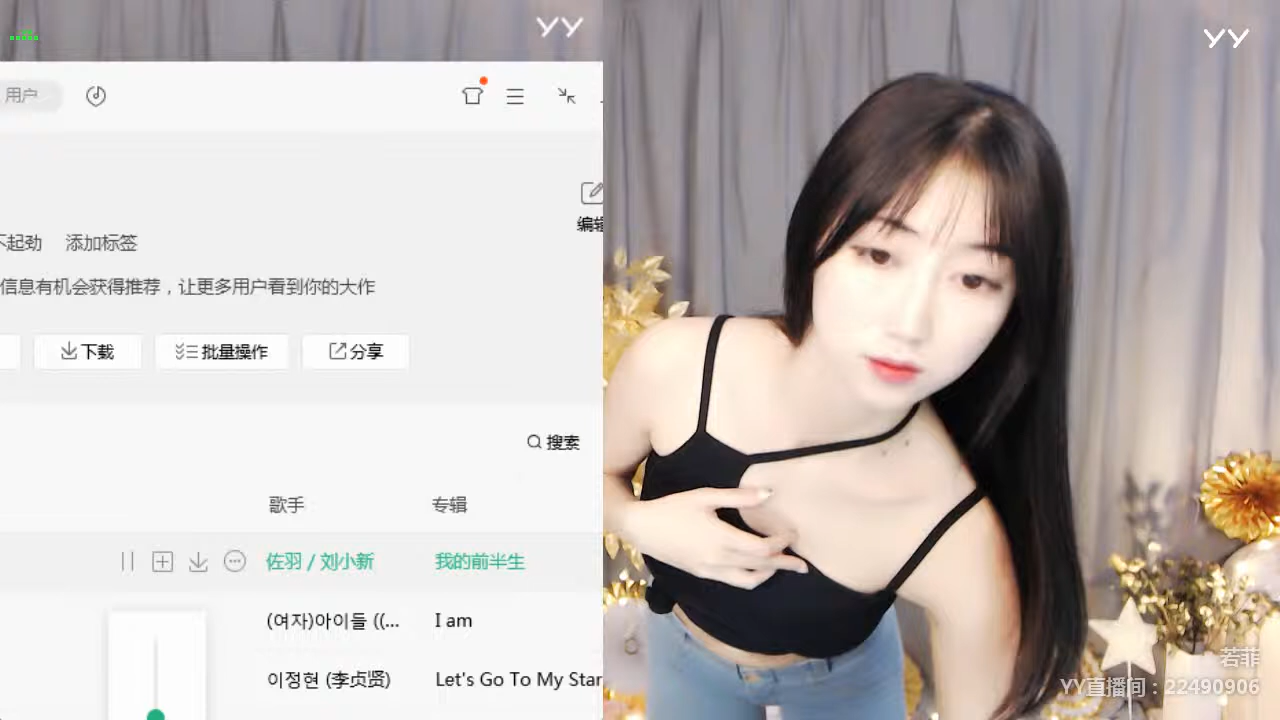 YY
YY
用户
编辑
不起劲 添加标签
信息有机会获得推荐，让更多用户看到你的大作
下载 批量操作 分享
搜索
歌手 专辑
佐羽 / 刘小新 我的前半生
(여자)아이들 ((... I am
이정현 (李贞贤) Let's Go To My Star
若菲
YY直播间：22490906